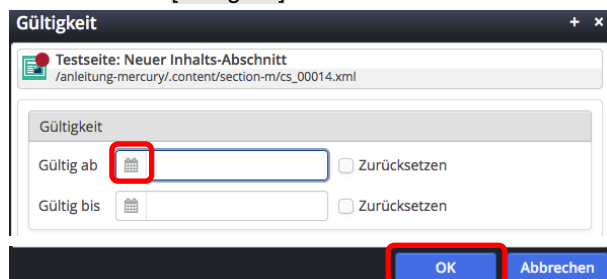 Gültigkeit + ×
Testseite: Neuer Inhalts-Abschnitt
/anleitung-mercury/.content/section-m/cs_00014.xml
Gültigkeit
Gültig ab Zurücksetzen
Gültig bis Zurücksetzen
OK Abbrechen